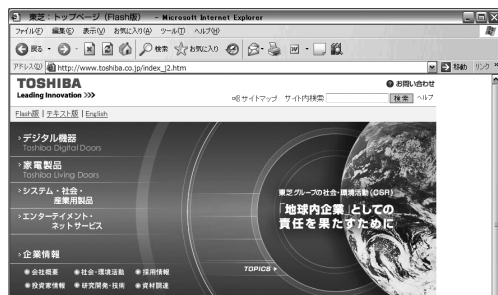 東芝：トップページ (Flash版) - Microsoft Internet Explorer
ファイル(F) 編集(E) 表示(V) お気に入り(A) ツール(T) ヘルプ(H)
戻る 検索 お気に入り
アドレス(D) http://www.toshiba.co.jp/index_j2.htm 移動 リンク »
TOSHIBA
Leading Innovation >>>
お問い合わせ
サイトマップ サイト内検索 検索 ヘルプ
Flash版 | テキスト版 | English
› デジタル機器
Toshiba Digital Doors
› 家電製品
Toshiba Living Doors
› システム・社会・
産業用製品
› エンターテイメント・
ネットサービス
› 企業情報
会社概要 社会・環境活動 採用情報
投資家情報 研究開発・技術 資材調達
東芝グループの社会・環境活動(CSR)
「地球内企業」としての
責任を果たすために
TOPICS